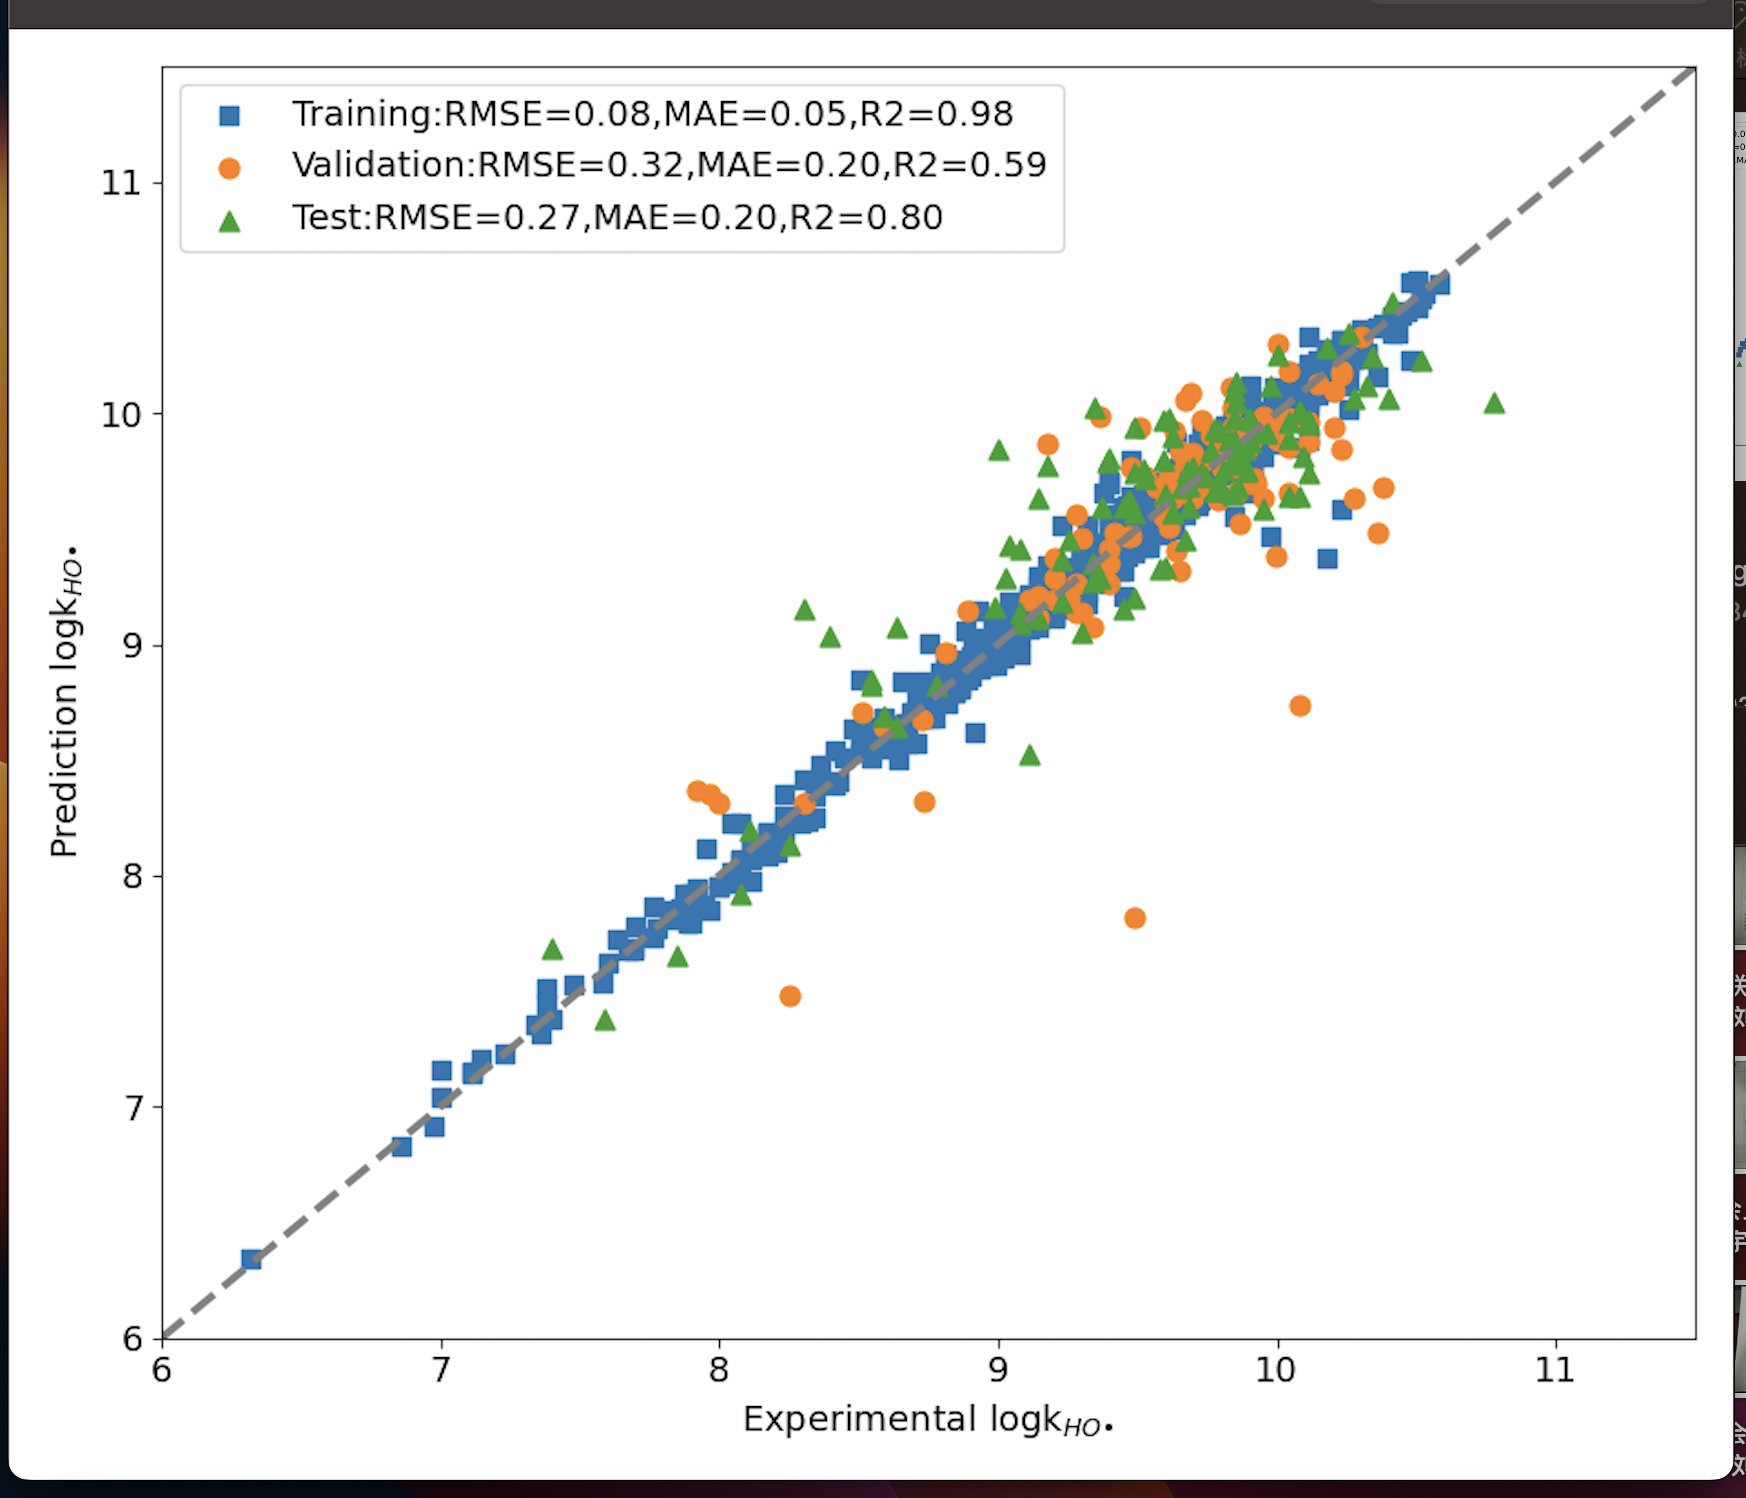 Training:RMSE=0.08,MAE=0.05,R2=0.98
Validation:RMSE=0.32,MAE=0.20,R2=0.59
Test:RMSE=0.27,MAE=0.20,R2=0.80
11
10
9
8
7
6
Prediction logk_HO•
6 7 8 9 10 11
Experimental logk_HO•